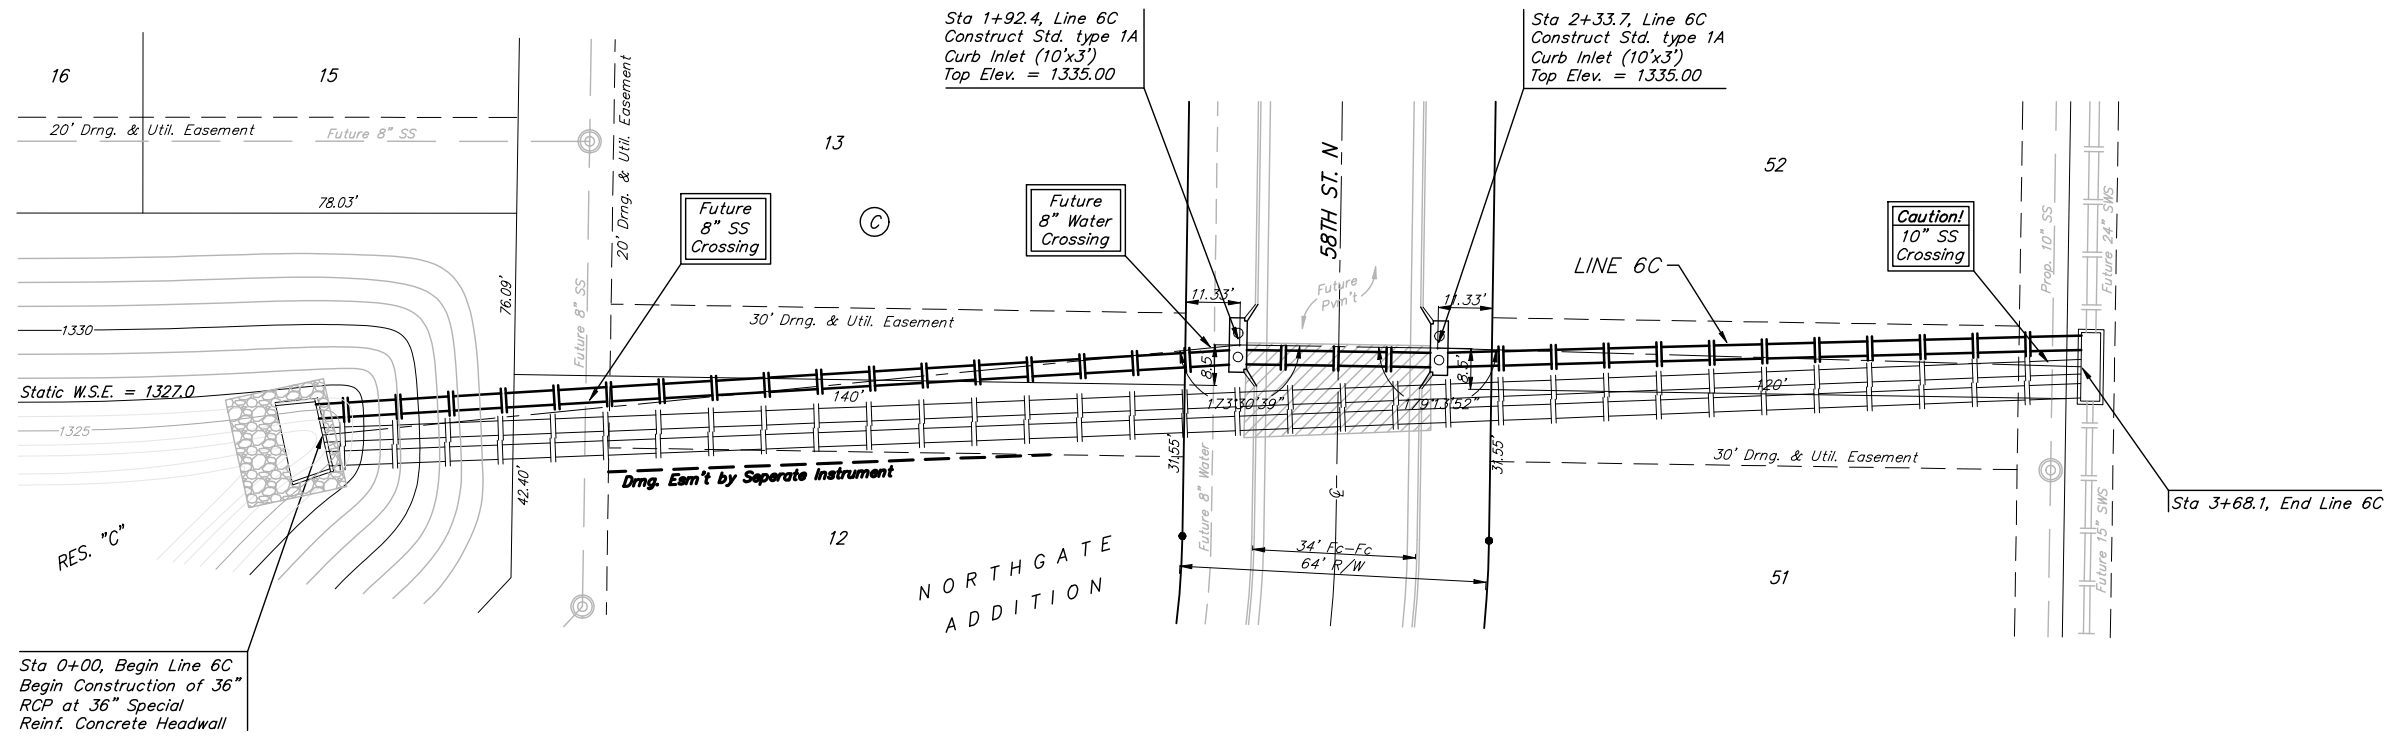 Sta 1+92.4, Line 6C
Construct Std. type 1A
Curb Inlet (10'x3')
Top Elev. = 1335.00
Sta 2+33.7, Line 6C
Construct Std. type 1A
Curb Inlet (10'x3')
Top Elev. = 1335.00
16
15
20' Drng. & Util. Easement
Future 8" SS
20' Drng. & Util. Easement
13
52
78.03'
Future
8" SS
Crossing
C
Future
8" Water
Crossing
58TH ST. N
Caution!
10" SS
Crossing
Prop. 10" SS
Future 24" SWS
LINE 6C
76.09'
Future 8" SS
11.33'
Future
Pvm't
11.33'
30' Drng. & Util. Easement
1330
8.5'
8.5'
Static W.S.E. = 1327.0
140'
173°30'39"
179°13'52"
120'
1325
31.55'
31.55'
30' Drng. & Util. Easement
Drng. Esm't by Seperate Instrument
42.40'
Future 8" Water
℄
Sta 3+68.1, End Line 6C
Future 15" SWS
RES. "C"
12
NORTHGATE
ADDITION
34' Fc-Fc
64' R/W
51
Sta 0+00, Begin Line 6C
Begin Construction of 36"
RCP at 36" Special
Reinf. Concrete Headwall